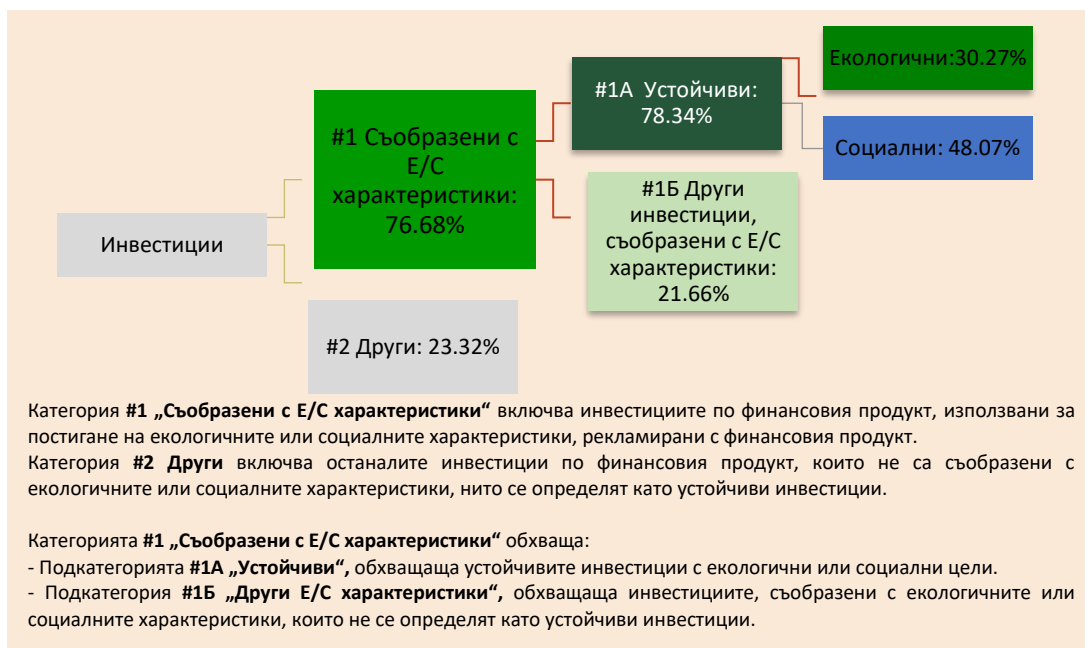 Екологични:30.27%
#1А Устойчиви:
78.34%
Социални: 48.07%
#1 Съобразени с
Е/С
характеристики:
76.68%
#1Б Други
инвестиции,
съобразени с Е/С
характеристики:
21.66%
Инвестиции
#2 Други: 23.32%
Категория #1 „Съобразени с Е/С характеристики“ включва инвестициите по финансовия продукт, използвани за
постигане на екологичните или социалните характеристики, рекламирани с финансовия продукт.
Категория #2 Други включва останалите инвестиции по финансовия продукт, които не са съобразени с
екологичните или социалните характеристики, нито се определят като устойчиви инвестиции.
Категорията #1 „Съобразени с Е/С характеристики“ обхваща:
- Подкатегорията #1А „Устойчиви“, обхващаща устойчивите инвестиции с екологични или социални цели.
- Подкатегория #1Б „Други Е/С характеристики“, обхващаща инвестициите, съобразени с екологичните или
социалните характеристики, които не се определят като устойчиви инвестиции.